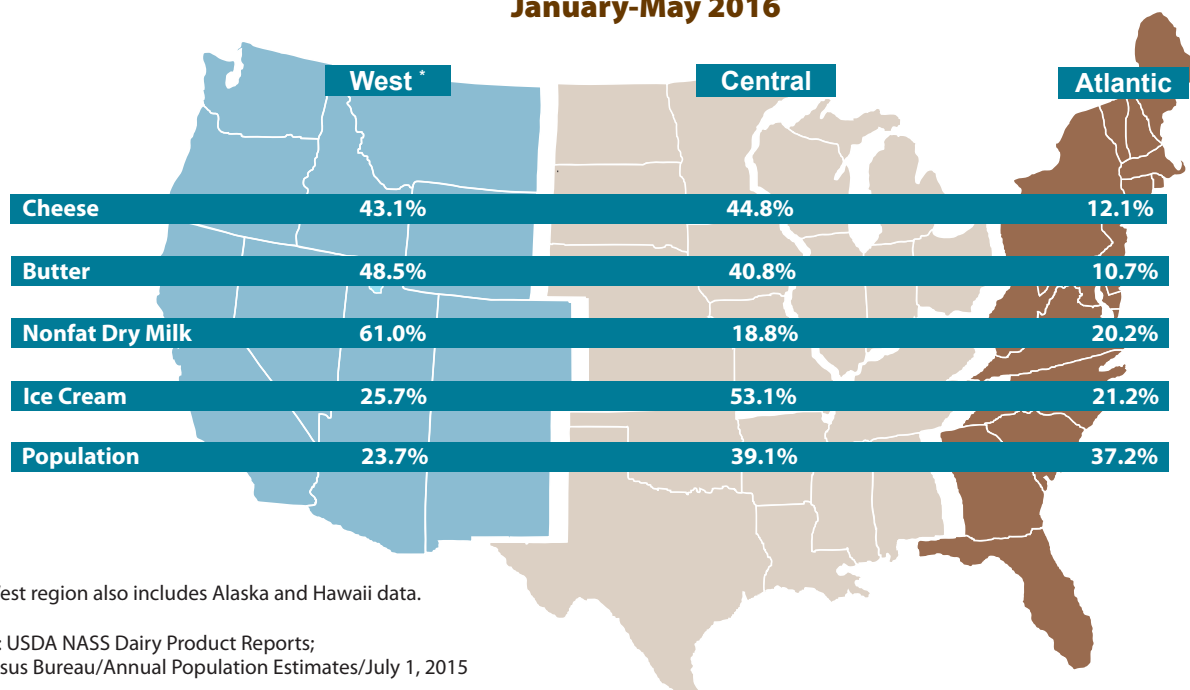 January-May 2016
West * Central Atlantic
Cheese 43.1% 44.8% 12.1%
Butter 48.5% 40.8% 10.7%
Nonfat Dry Milk 61.0% 18.8% 20.2%
Ice Cream 25.7% 53.1% 21.2%
Population 23.7% 39.1% 37.2%
region also includes Alaska and Hawaii data.
: USDA NASS Dairy Product Reports;
Bureau/Annual Population Estimates/July 1, 2015